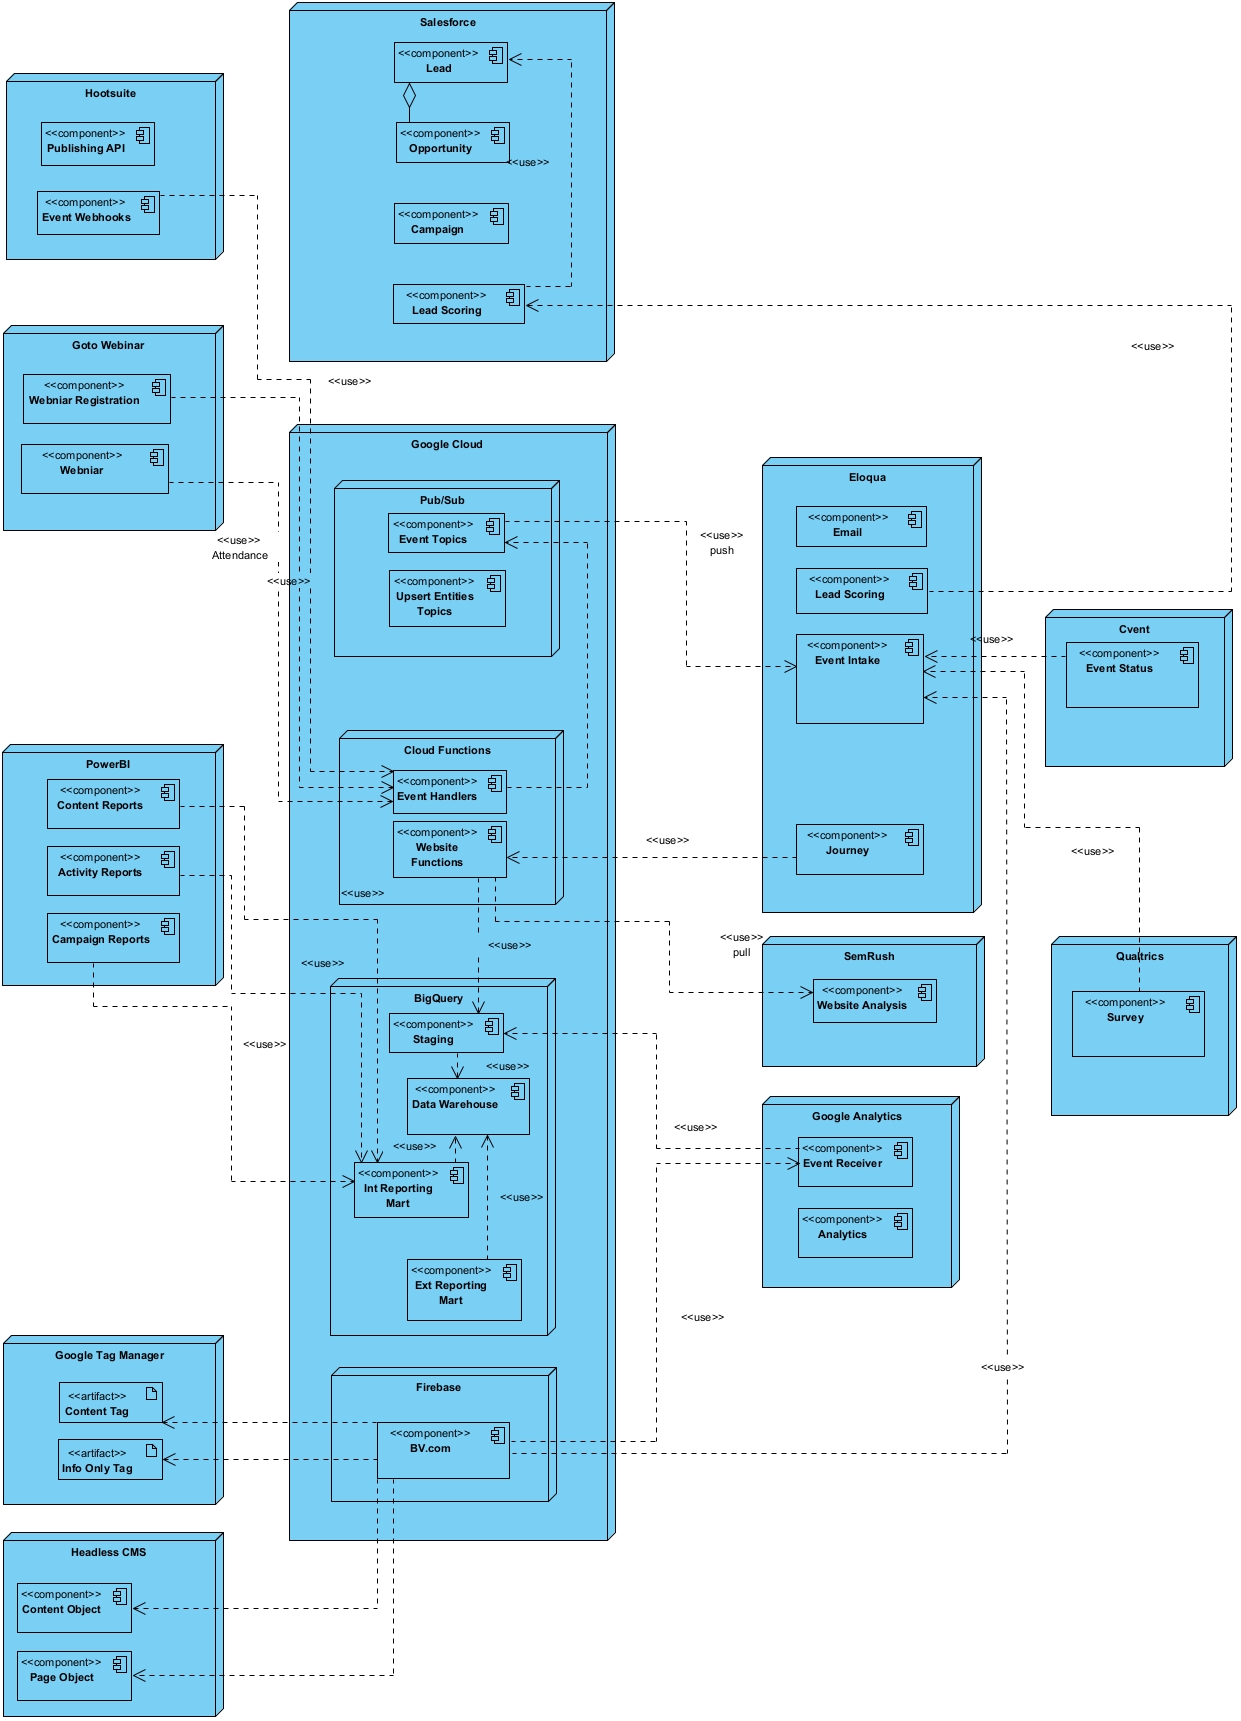 Salesforce
<<component>>
Lead
<<component>>
Opportunity
<<use>>
<<component>>
Campaign
<<component>>
Lead Scoring
<<use>>
Hootsuite
<<component>>
Publishing API
<<component>>
Event Webhooks
<<use>>
Goto Webinar
<<component>>
Webniar Registration
<<component>>
Webniar
<<use>>
Attendance
<<use>>
Google Cloud
Pub/Sub
<<component>>
Event Topics
<<component>>
Upsert Entities
Topics
<<use>>
push
Cloud Functions
<<component>>
Event Handlers
<<component>>
Website
Functions
<<use>>
<<use>>
<<use>>
<<use>>
pull
Eloqua
<<component>>
Email
<<component>>
Lead Scoring
<<component>>
Event Intake
<<component>>
Journey
<<use>>
Cvent
<<component>>
Event Status
<<use>>
PowerBI
<<component>>
Content Reports
<<component>>
Activity Reports
<<component>>
Campaign Reports
<<use>>
<<use>>
BigQuery
<<component>>
Staging
<<use>>
<<component>>
Data Warehouse
<<use>>
<<component>>
Int Reporting
Mart
<<use>>
<<component>>
Ext Reporting
Mart
SemRush
<<component>>
Website Analysis
Qualtrics
<<component>>
Survey
<<use>>
Google Analytics
<<component>>
Event Receiver
<<component>>
Analytics
<<use>>
<<use>>
Google Tag Manager
<<artifact>>
Content Tag
<<artifact>>
Info Only Tag
Firebase
<<component>>
BV.com
Headless CMS
<<component>>
Content Object
<<component>>
Page Object